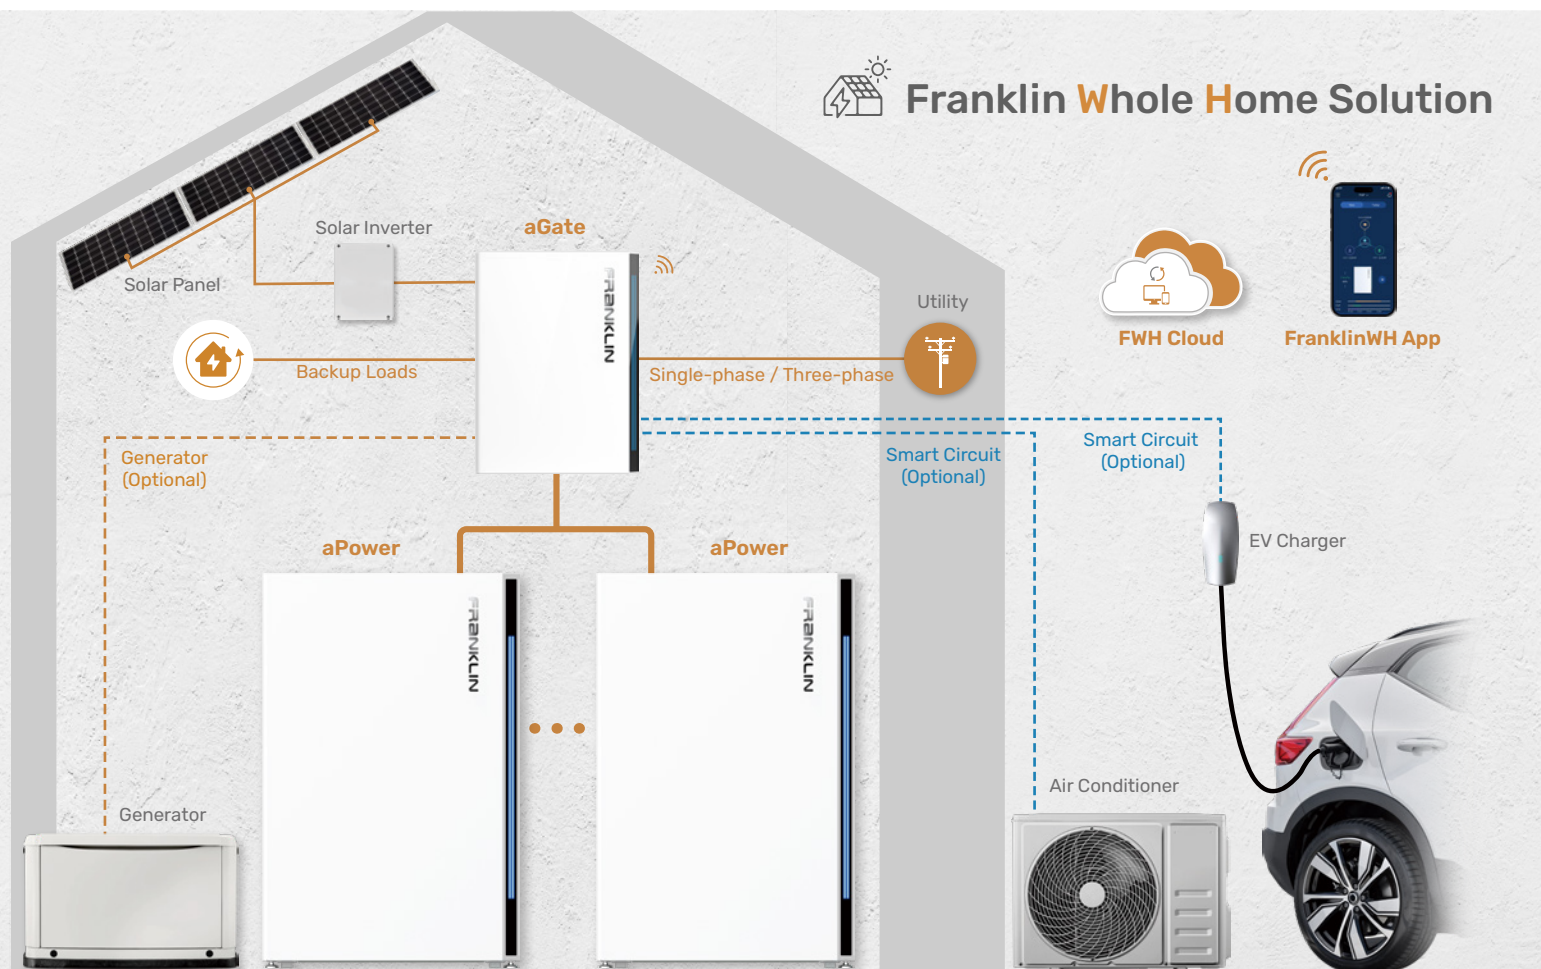 Franklin Whole Home Solution
Solar Inverter
aGate
FRANKLIN
Solar Panel
Utility
FWH Cloud
FranklinWH App
Backup Loads
Single-phase / Three-phase
Generator
(Optional)
Smart Circuit
(Optional)
Smart Circuit
(Optional)
aPower
aPower
EV Charger
FRANKLIN
FRANKLIN
Generator
Air Conditioner